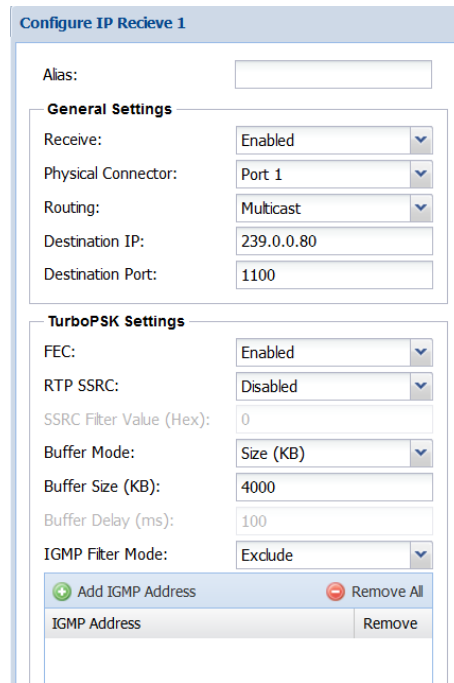 Configure IP Recieve 1
Alias:
General Settings
Receive: Enabled
Physical Connector: Port 1
Routing: Multicast
Destination IP: 239.0.0.80
Destination Port: 1100
TurboPSK Settings
FEC: Enabled
RTP SSRC: Disabled
SSRC Filter Value (Hex): 0
Buffer Mode: Size (KB)
Buffer Size (KB): 4000
Buffer Delay (ms): 100
IGMP Filter Mode: Exclude
Add IGMP Address Remove All
IGMP Address Remove